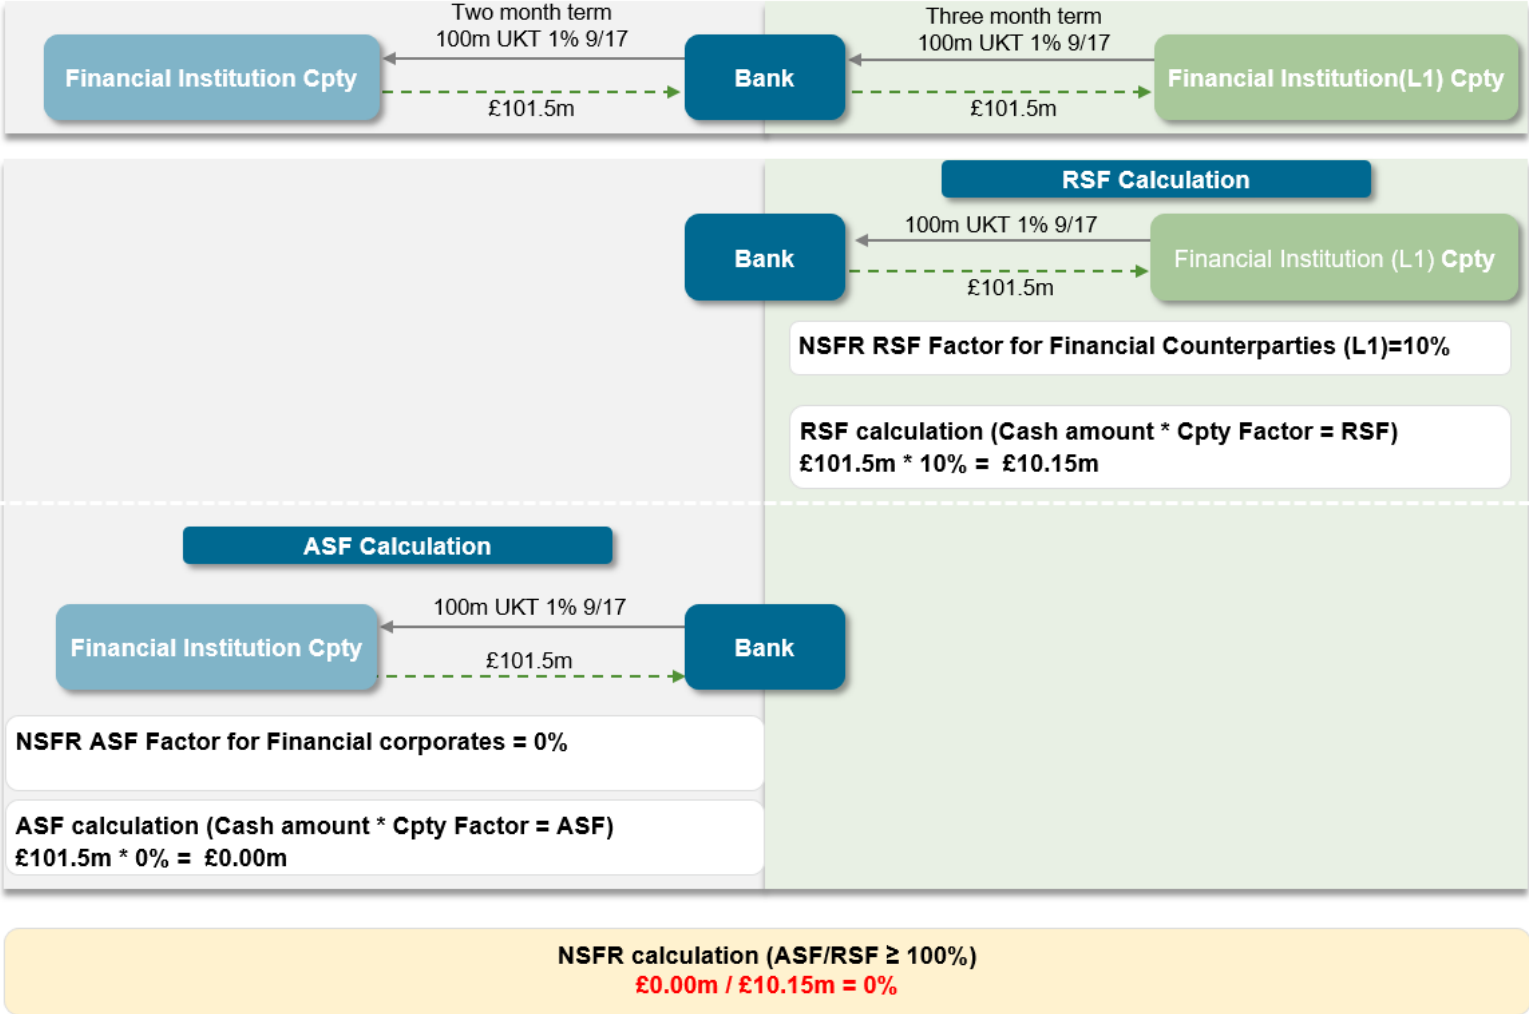 Two month term
100m UKT 1% 9/17
Three month term
100m UKT 1% 9/17
Financial Institution Cpty
Bank
Financial Institution(L1) Cpty
£101.5m
£101.5m
RSF Calculation
100m UKT 1% 9/17
Bank
Financial Institution (L1) Cpty
£101.5m
NSFR RSF Factor for Financial Counterparties (L1)=10%
RSF calculation (Cash amount * Cpty Factor = RSF)
£101.5m * 10% = £10.15m
ASF Calculation
100m UKT 1% 9/17
Financial Institution Cpty
Bank
£101.5m
NSFR ASF Factor for Financial corporates = 0%
ASF calculation (Cash amount * Cpty Factor = ASF)
£101.5m * 0% = £0.00m
NSFR calculation (ASF/RSF ≥ 100%)
£0.00m / £10.15m = 0%